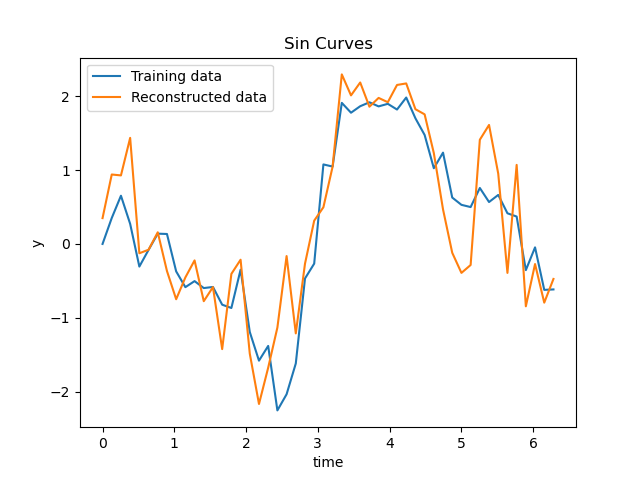 Sin Curves
Training data
Reconstructed data
2
1
0
−1
−2
y
0 1 2 3 4 5 6
time